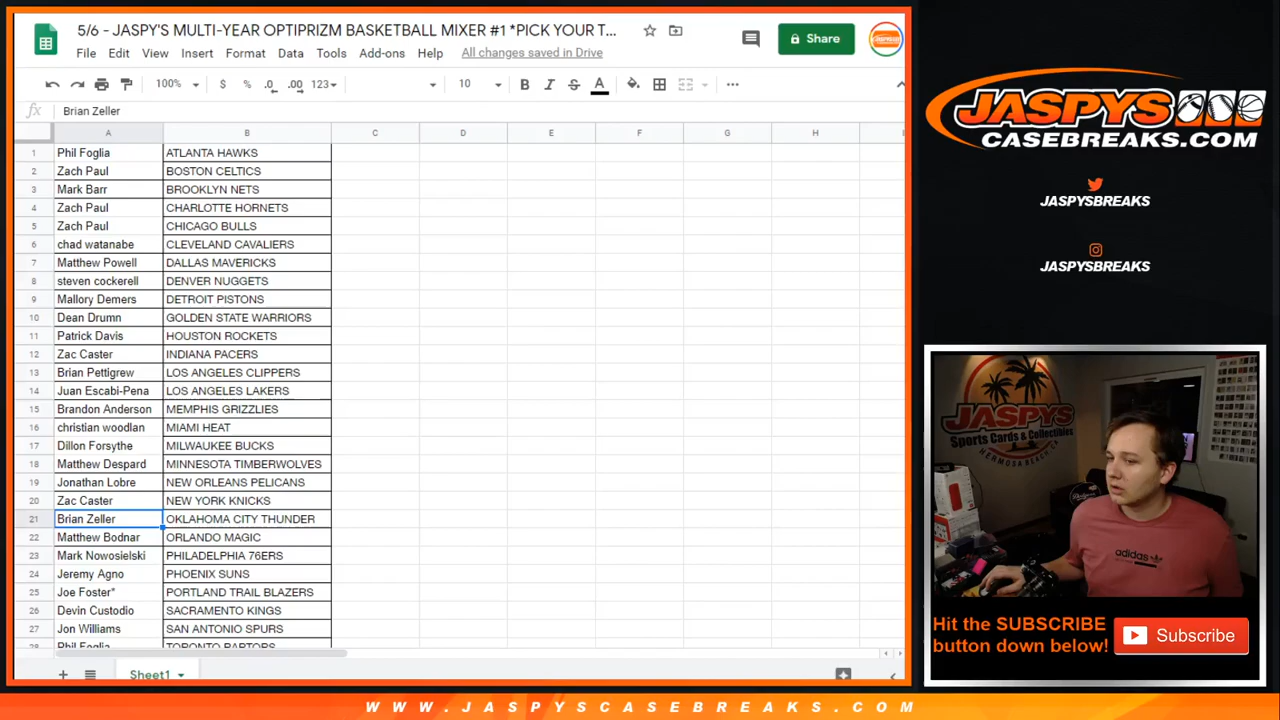 5/6 - JASPY'S MULTI-YEAR OPTIPRIZM BASKETBALL MIXER #1 *PICK YOUR T...
File Edit View Insert Format Data Tools Add-ons Help All changes saved in Drive
Share
100% $ % .0 .00 123 10 B I S A
fx Brian Zeller
A B C D E F G H
1 Phil Foglia ATLANTA HAWKS
2 Zach Paul BOSTON CELTICS
3 Mark Barr BROOKLYN NETS
4 Zach Paul CHARLOTTE HORNETS
5 Zach Paul CHICAGO BULLS
6 chad watanabe CLEVELAND CAVALIERS
7 Matthew Powell DALLAS MAVERICKS
8 steven cockerell DENVER NUGGETS
9 Mallory Demers DETROIT PISTONS
10 Dean Drumn GOLDEN STATE WARRIORS
11 Patrick Davis HOUSTON ROCKETS
12 Zac Caster INDIANA PACERS
13 Brian Pettigrew LOS ANGELES CLIPPERS
14 Juan Escabi-Pena LOS ANGELES LAKERS
15 Brandon Anderson MEMPHIS GRIZZLIES
16 christian woodlan MIAMI HEAT
17 Dillon Forsythe MILWAUKEE BUCKS
18 Matthew Despard MINNESOTA TIMBERWOLVES
19 Jonathan Lobre NEW ORLEANS PELICANS
20 Zac Caster NEW YORK KNICKS
21 Brian Zeller OKLAHOMA CITY THUNDER
22 Matthew Bodnar ORLANDO MAGIC
23 Mark Nowosielski PHILADELPHIA 76ERS
24 Jeremy Agno PHOENIX SUNS
25 Joe Foster* PORTLAND TRAIL BLAZERS
26 Devin Custodio SACRAMENTO KINGS
27 Jon Williams SAN ANTONIO SPURS
28 Phil Foglia TORONTO RAPTORS
Sheet1
JASPYS
CASEBREAKS.COM
JASPYSBREAKS
JASPYSBREAKS
JASPYS
Sports Cards & Collectibles
HERMOSA BEACH
adidas
Hit the SUBSCRIBE
button down below!
Subscribe
WWW.JASPYSCASEBREAKS.COM